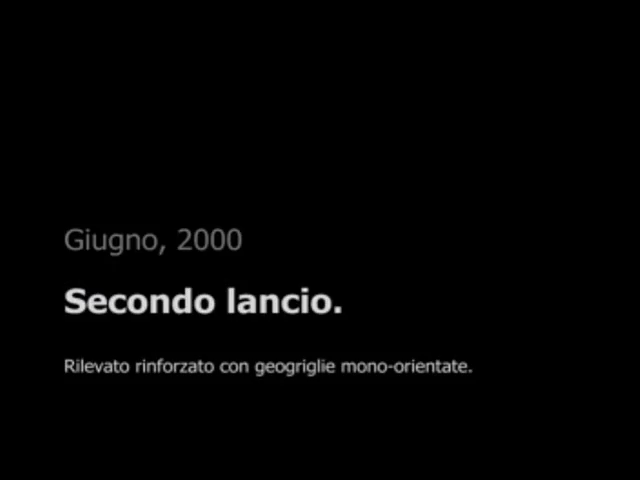 Giugno, 2000
Secondo lancio.
Rilevato rinforzato con geogriglie mono-orientate.